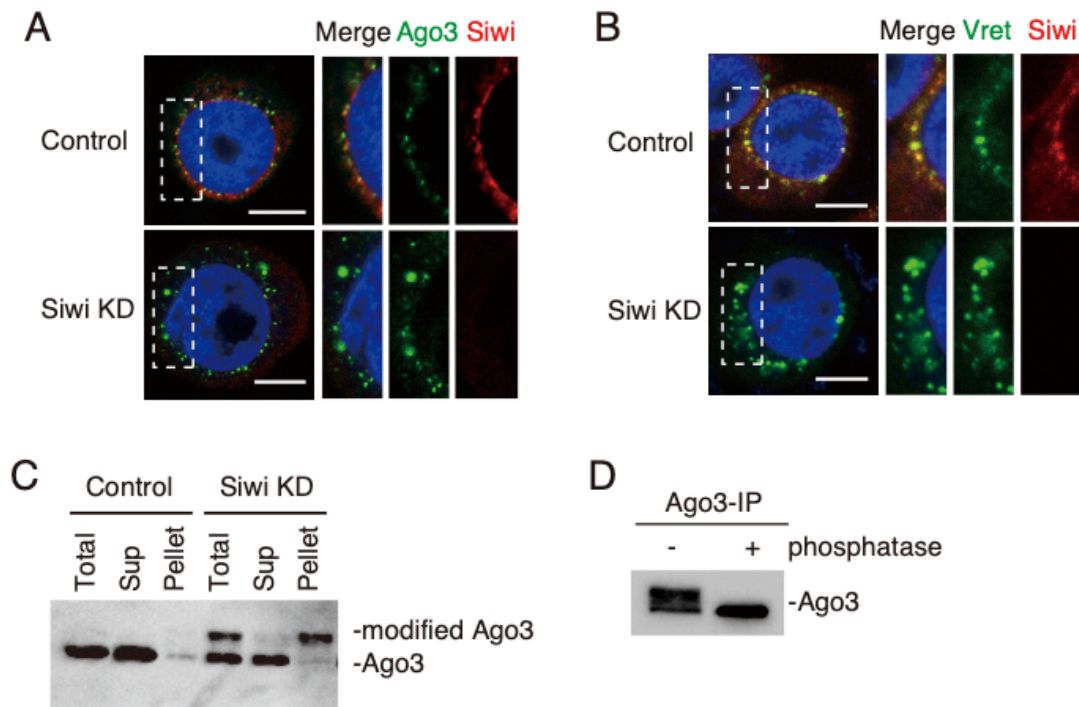 A
Merge Ago3 Siwi
Control
Siwi KD
B
Merge Vret Siwi
Control
Siwi KD
C
Control Siwi KD
Total Sup Pellet Total Sup Pellet
-modified Ago3
-Ago3
D
Ago3-IP
- + phosphatase
-Ago3